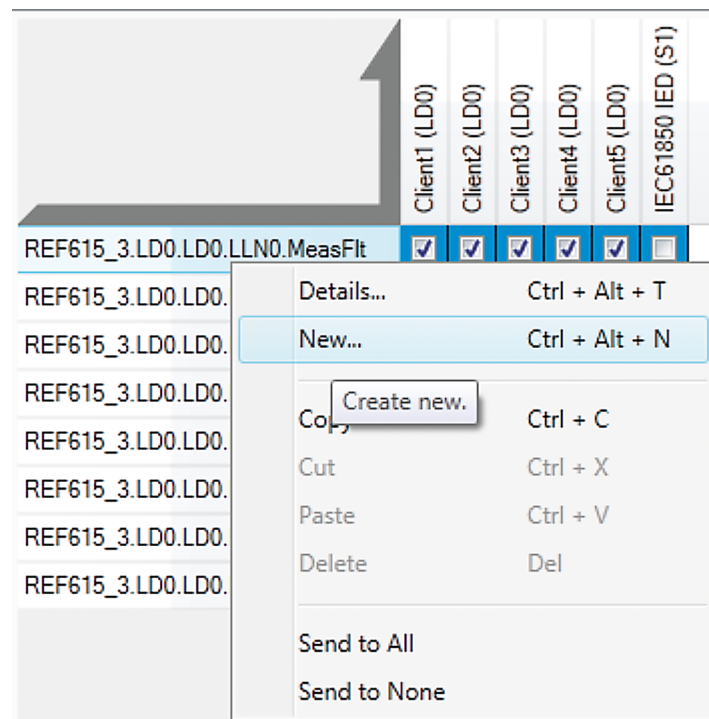 Client1 (LD0)
Client2 (LD0)
Client3 (LD0)
Client4 (LD0)
Client5 (LD0)
IEC61850 IED (S1)
REF615_3.LD0.LD0.LLN0.MeasFlt
REF615_3.LD0.LD0.
REF615_3.LD0.LD0.
REF615_3.LD0.LD0.
REF615_3.LD0.LD0.
REF615_3.LD0.LD0.
REF615_3.LD0.LD0.
REF615_3.LD0.LD0.
Details... Ctrl + Alt + T
New... Ctrl + Alt + N
Create new.
Copy Ctrl + C
Cut Ctrl + X
Paste Ctrl + V
Delete Del
Send to All
Send to None